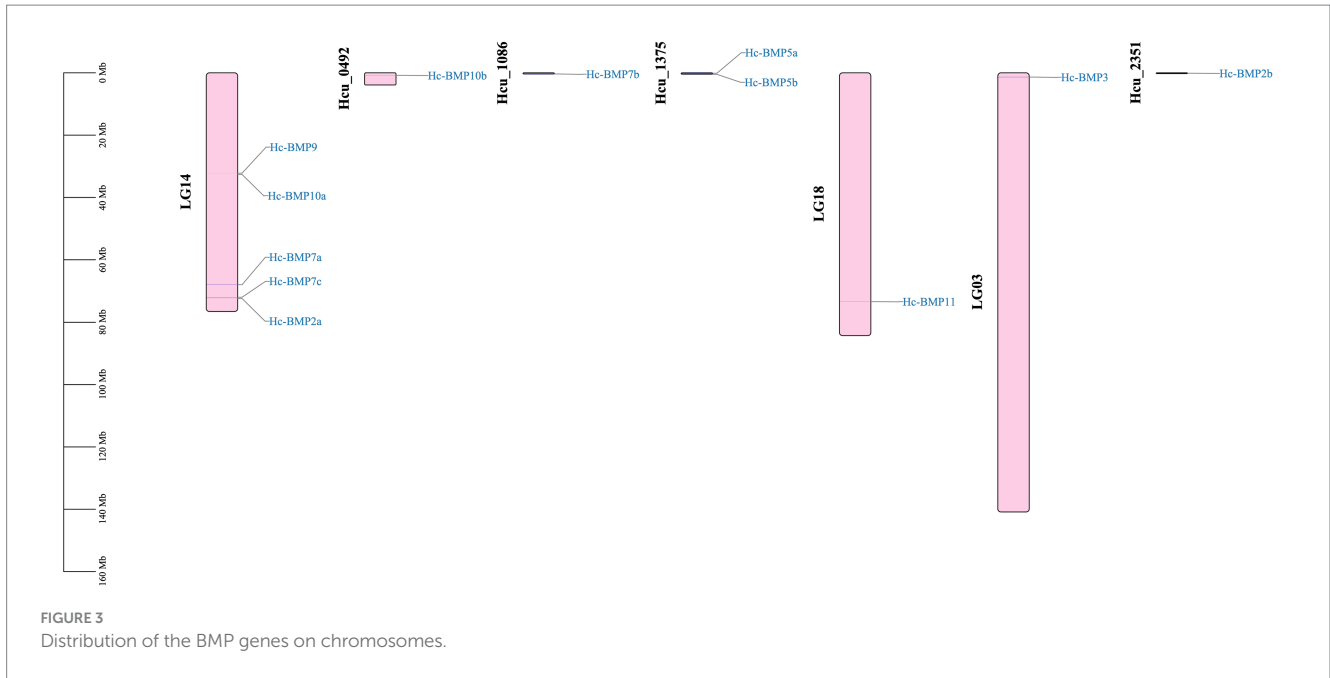 0 Mb
20 Mb
40 Mb
60 Mb
80 Mb
100 Mb
120 Mb
140 Mb
160 Mb
LG14
Hc-BMP9
Hc-BMP10a
Hc-BMP7a
Hc-BMP7c
Hc-BMP2a
Hcu_0492
Hc-BMP10b
Hcu_1086
Hc-BMP7b
Hcu_1375
Hc-BMP5a
Hc-BMP5b
LG18
Hc-BMP11
LG03
Hc-BMP3
Hcu_2351
Hc-BMP2b
FIGURE 3
Distribution of the BMP genes on chromosomes.